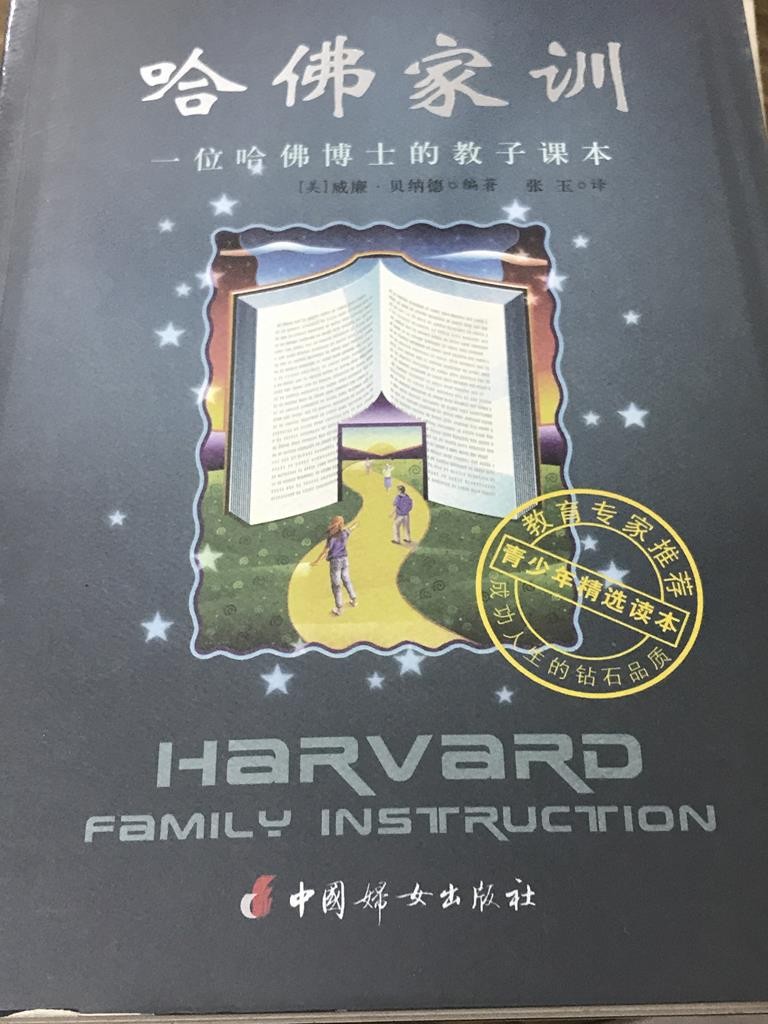 哈佛家训
一位哈佛博士的教子课本
[美]威廉·贝纳德○编著 张玉○译
教育专家推荐
青少年精选读本
成功人生的钻石品质
HARVARD
FAMILY INSTRUCTION
中國婦女出版社